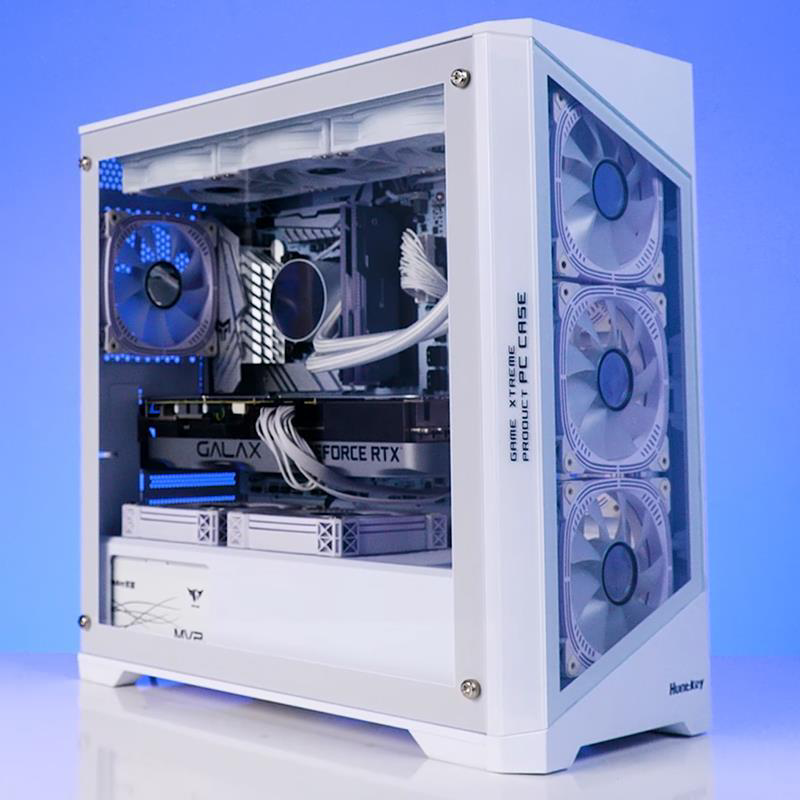 GALAX
FORCE RTX
GAME XTREME
PRODUCT PC CASE
MVP
HuntKey